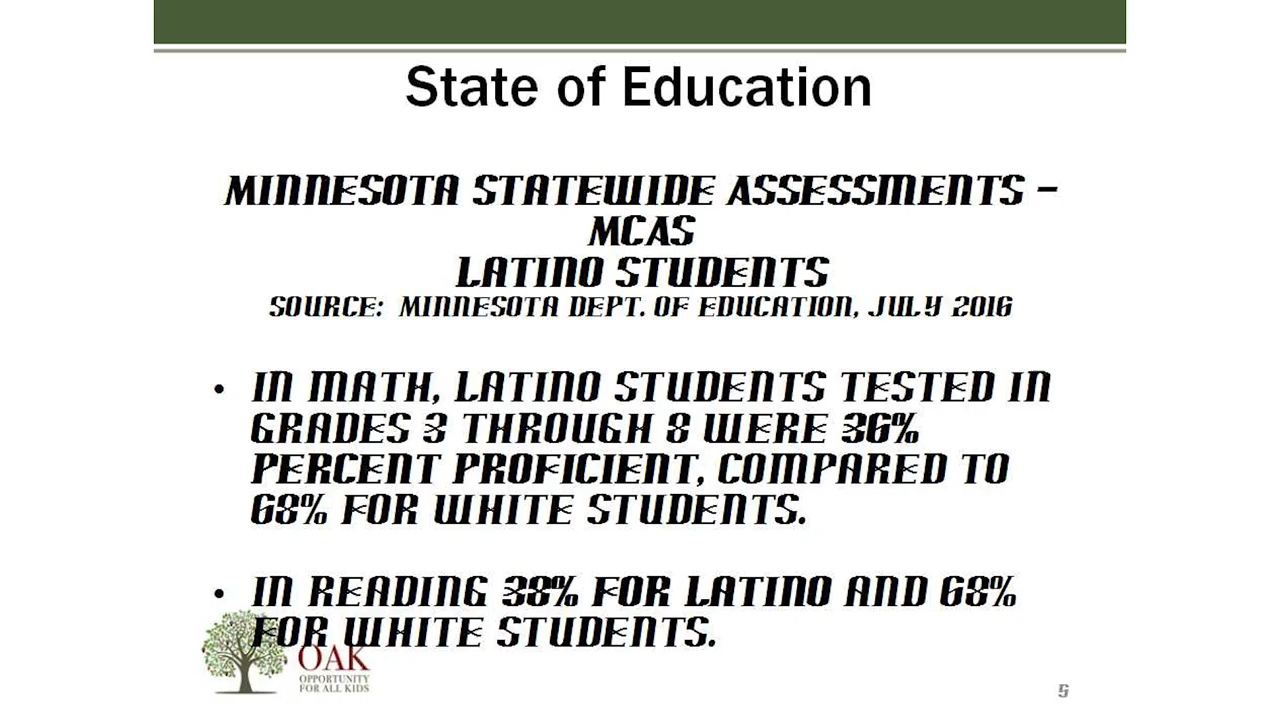 State of Education
MINNESOTA STATEWIDE ASSESSMENTS –
MCAS
LATINO STUDENTS
SOURCE: MINNESOTA DEPT. OF EDUCATION, JULY 2016
• IN MATH, LATINO STUDENTS TESTED IN
GRADES 3 THROUGH 8 WERE 36%
PERCENT PROFICIENT, COMPARED TO
68% FOR WHITE STUDENTS.
• IN READING 38% FOR LATINO AND 68%
FOR WHITE STUDENTS.
OAK
OPPORTUNITY
FOR ALL KIDS
5